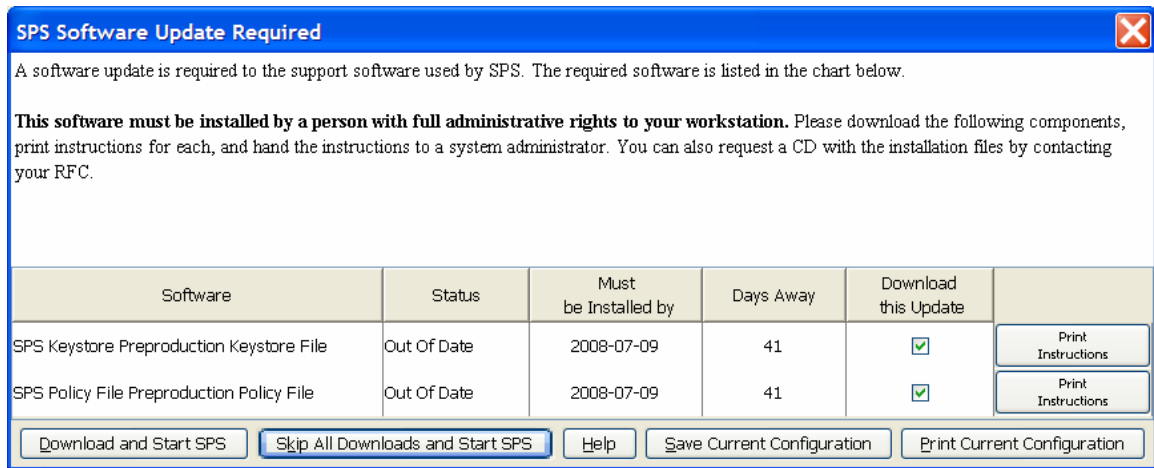 SPS Software Update Required
A software update is required to the support software used by SPS. The required software is listed in the chart below.
This software must be installed by a person with full administrative rights to your workstation. Please download the following components,
print instructions for each, and hand the instructions to a system administrator. You can also request a CD with the installation files by contacting
your RFC.
Software Status Must be Installed by Days Away Download this Update
SPS Keystore Preproduction Keystore File Out Of Date 2008-07-09 41 Print Instructions
SPS Policy File Preproduction Policy File Out Of Date 2008-07-09 41 Print Instructions
Download and Start SPS Skip All Downloads and Start SPS Help Save Current Configuration Print Current Configuration